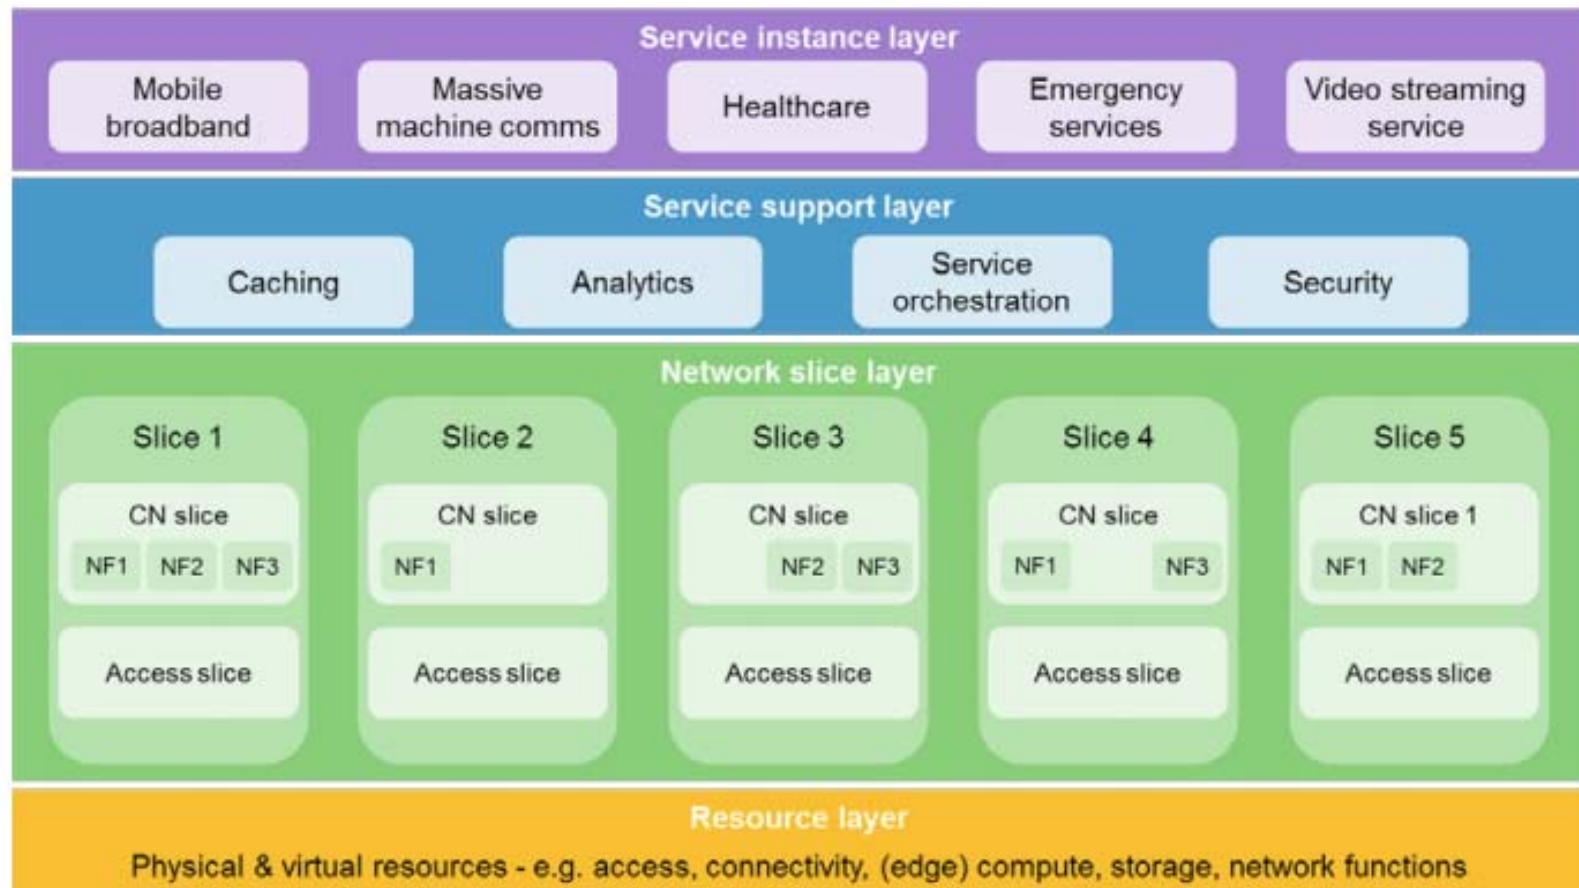 Service instance layer
Mobile
broadband
Massive
machine comms
Healthcare
Emergency
services
Video streaming
service
Service support layer
Caching
Analytics
Service
orchestration
Security
Network slice layer
Slice 1
CN slice
NF1 NF2 NF3
Access slice
Slice 2
CN slice
NF1
Access slice
Slice 3
CN slice
NF2 NF3
Access slice
Slice 4
CN slice
NF1 NF3
Access slice
Slice 5
CN slice 1
NF1 NF2
Access slice
Resource layer
Physical & virtual resources - e.g. access, connectivity, (edge) compute, storage, network functions